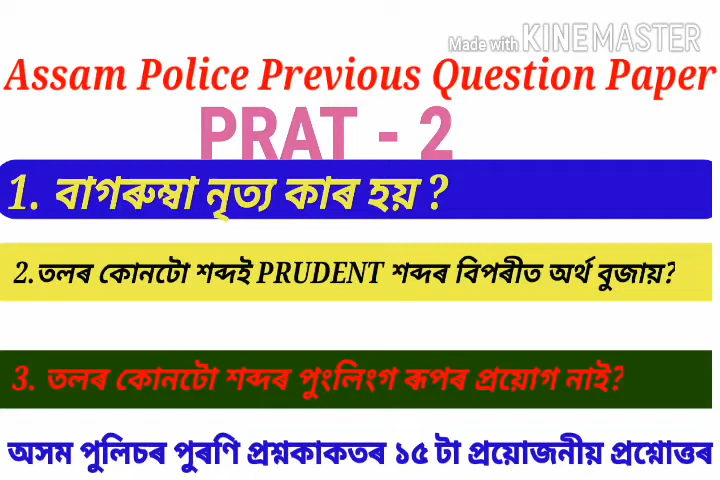 Made with KINEMASTER
Assam Police Previous Question Paper
PRAT - 2
1. বাগৰুম্বা নৃত্য কাৰ হয় ?
2.তলৰ কোনটো শব্দই PRUDENT শব্দৰ বিপৰীত অৰ্থ বুজায়?
3. তলৰ কোনটো শব্দৰ পুংলিংগ ৰূপৰ প্ৰয়োগ নাই?
অসম পুলিচৰ পুৰণি প্ৰশ্নকাকতৰ ১৫ টা প্ৰয়োজনীয় প্ৰশ্নোত্তৰ